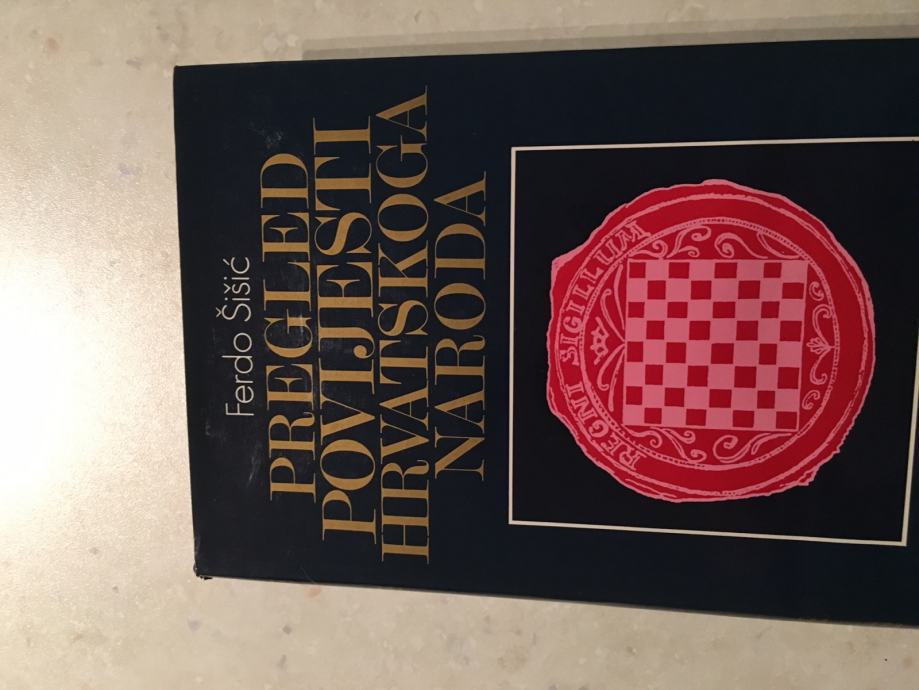 Ferdo Šišić
PREGLED
POVIJESTI
HRVATSKOGA
NARODA
REGNI SIGILLUM